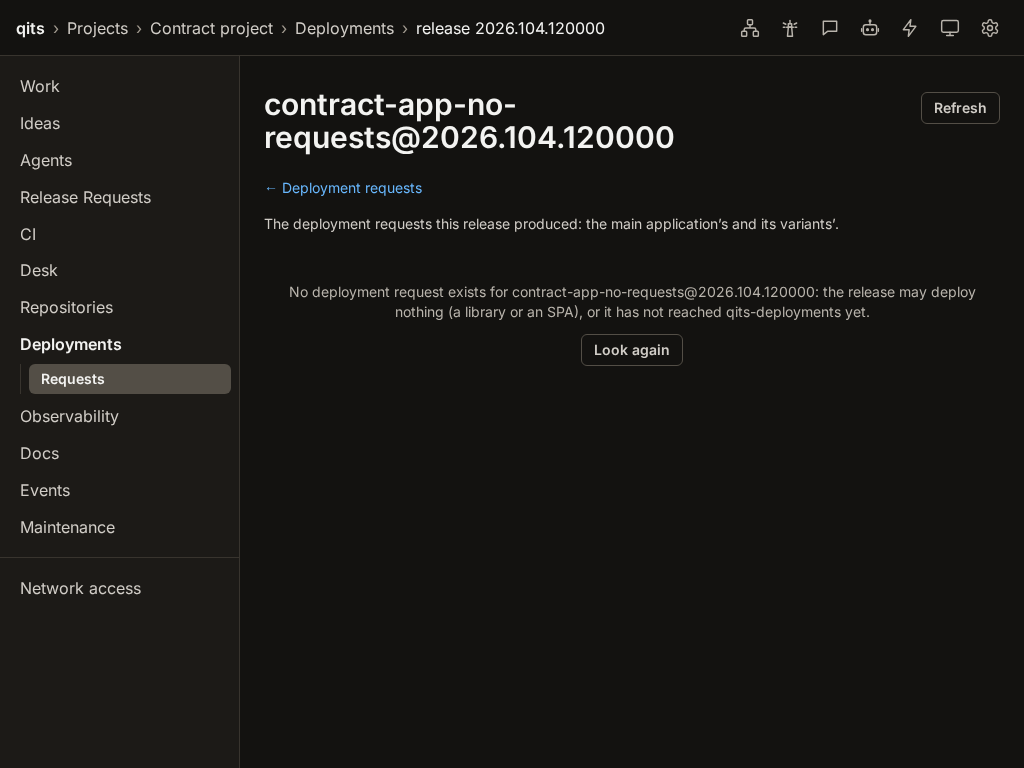 qits › Projects › Contract project › Deployments › release 2026.104.120000
Work
Ideas
Agents
Release Requests
CI
Desk
Repositories
Deployments
Requests
Observability
Docs
Events
Maintenance
Network access
contract-app-no-
requests@2026.104.120000
Refresh
← Deployment requests
The deployment requests this release produced: the main application’s and its variants’.
No deployment request exists for contract-app-no-requests@2026.104.120000: the release may deploy
nothing (a library or an SPA), or it has not reached qits-deployments yet.
Look again